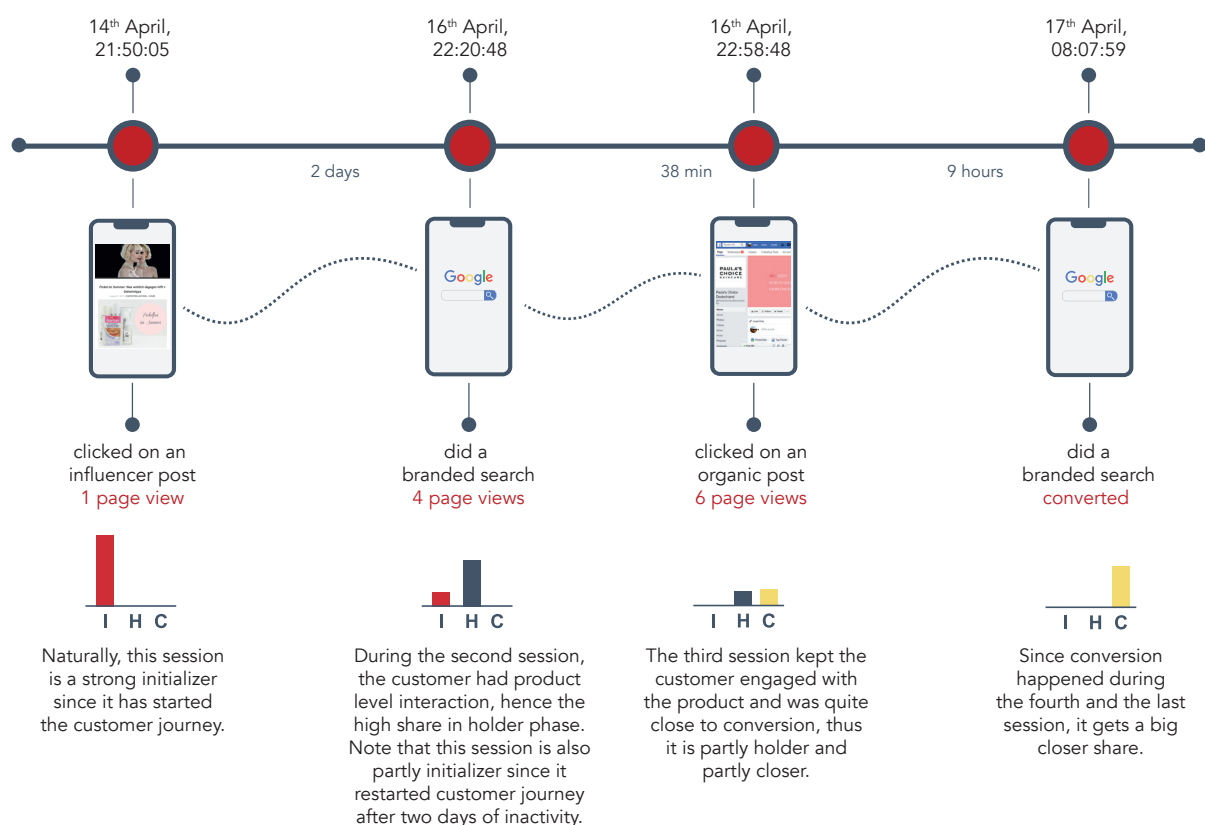 14th April,
21:50:05
16th April,
22:20:48
16th April,
22:58:48
17th April,
08:07:59
2 days
38 min
9 hours
Google
PAULA'S
CHOICE
SKINCARE
Paula's Choice
Deutschland
Google
clicked on an
influencer post
1 page view
did a
branded search
4 page views
clicked on an
organic post
6 page views
did a
branded search
converted
I H C
I H C
I H C
I H C
Naturally, this session
is a strong initializer
since it has started
the customer journey.
During the second session,
the customer had product
level interaction, hence the
high share in holder phase.
Note that this session is also
partly initializer since it
restarted customer journey
after two days of inactivity.
The third session kept the
customer engaged with
the product and was quite
close to conversion, thus
it is partly holder and
partly closer.
Since conversion
happened during
the fourth and the last
session, it gets a big
closer share.